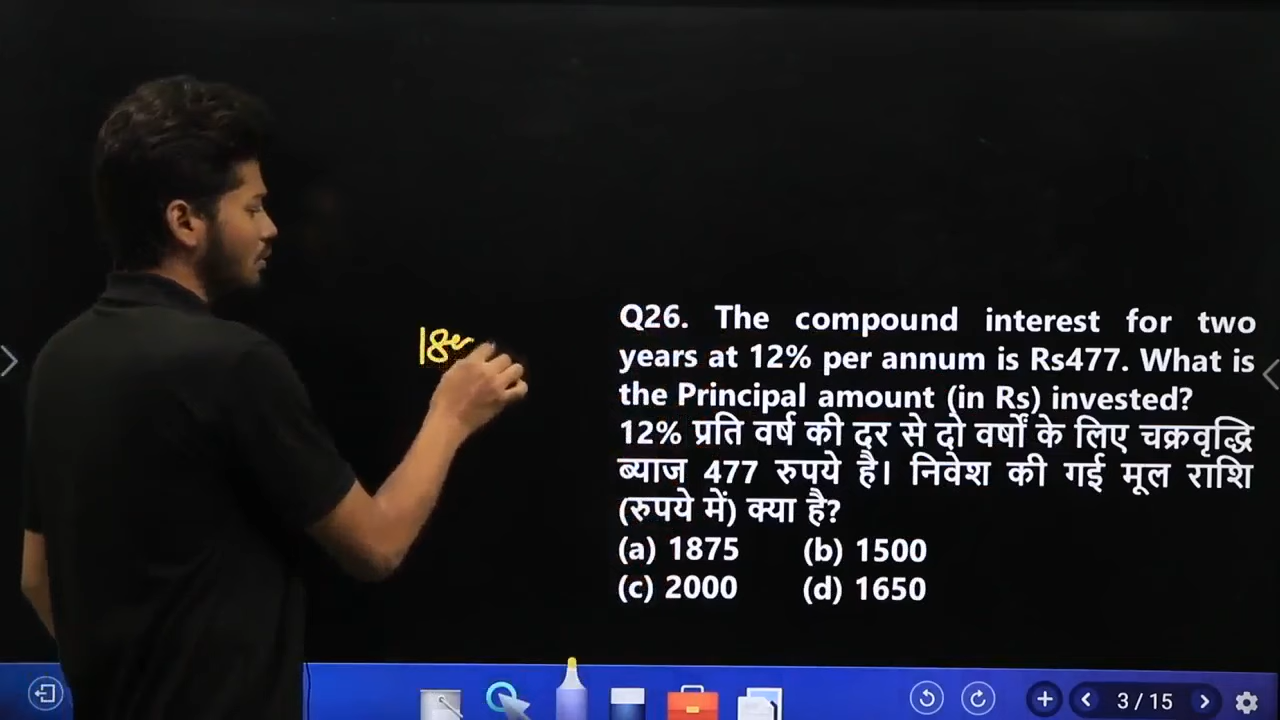 Q26. The compound interest for two
years at 12% per annum is Rs477. What is
the Principal amount (in Rs) invested?
12% प्रति वर्ष की दर से दो वर्षों के लिए चक्रवृद्धि
ब्याज 477 रुपये है। निवेश की गई मूल राशि
(रुपये में) क्या है?
(a) 1875 (b) 1500
(c) 2000 (d) 1650
3 / 15